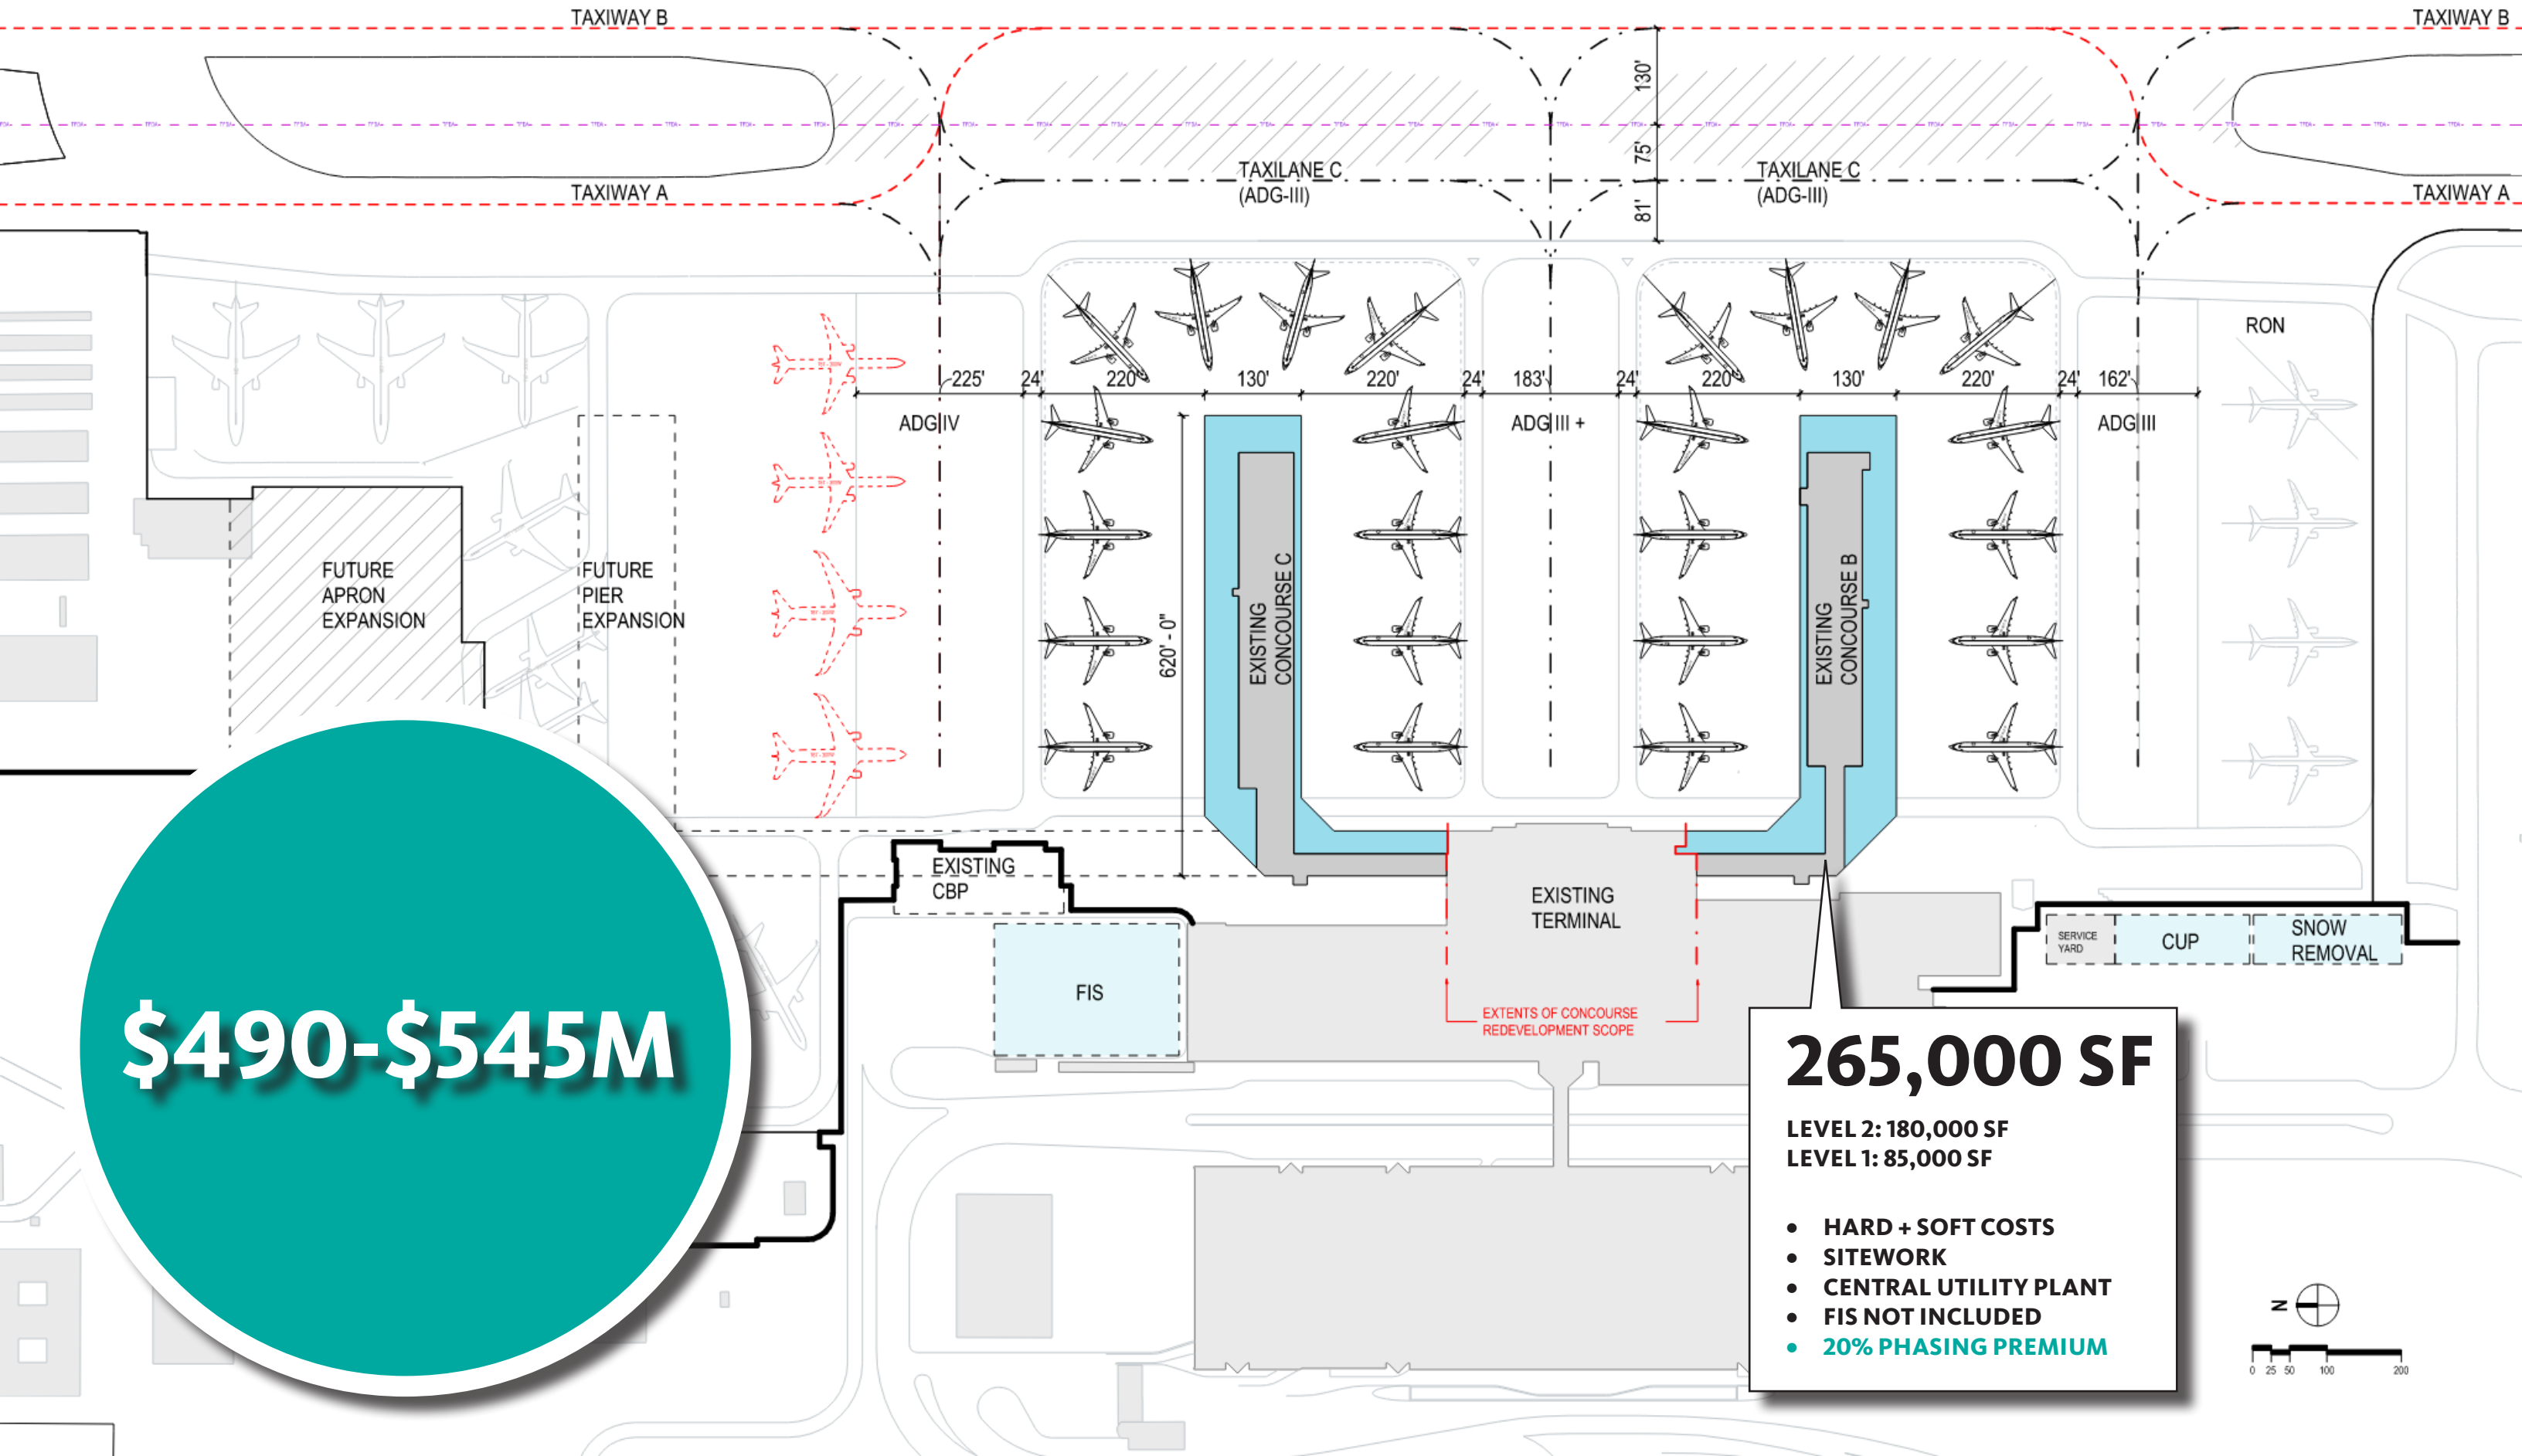 TAXIWAY B
TAXIWAY B
130'
75'
TAXILANE C
(ADG-III)
TAXILANE C
(ADG-III)
TAXIWAY A
TAXIWAY A
81'
RON
225'
24'
220'
130'
220'
24'
183'
24'
220'
130'
220'
24'
162'
ADG IV
ADG III +
ADG III
FUTURE
APRON
EXPANSION
FUTURE
PIER
EXPANSION
620' - 0"
EXISTING
CONCOURSE C
EXISTING
CONCOURSE B
EXISTING
CBP
EXISTING
TERMINAL
FIS
SERVICE
YARD
CUP
SNOW
REMOVAL
EXTENTS OF CONCOURSE
REDEVELOPMENT SCOPE
$490-$545M
265,000 SF
LEVEL 2: 180,000 SF
LEVEL 1: 85,000 SF
• HARD + SOFT COSTS
• SITEWORK
• CENTRAL UTILITY PLANT
• FIS NOT INCLUDED
• 20% PHASING PREMIUM
N
0 25 50 100 200